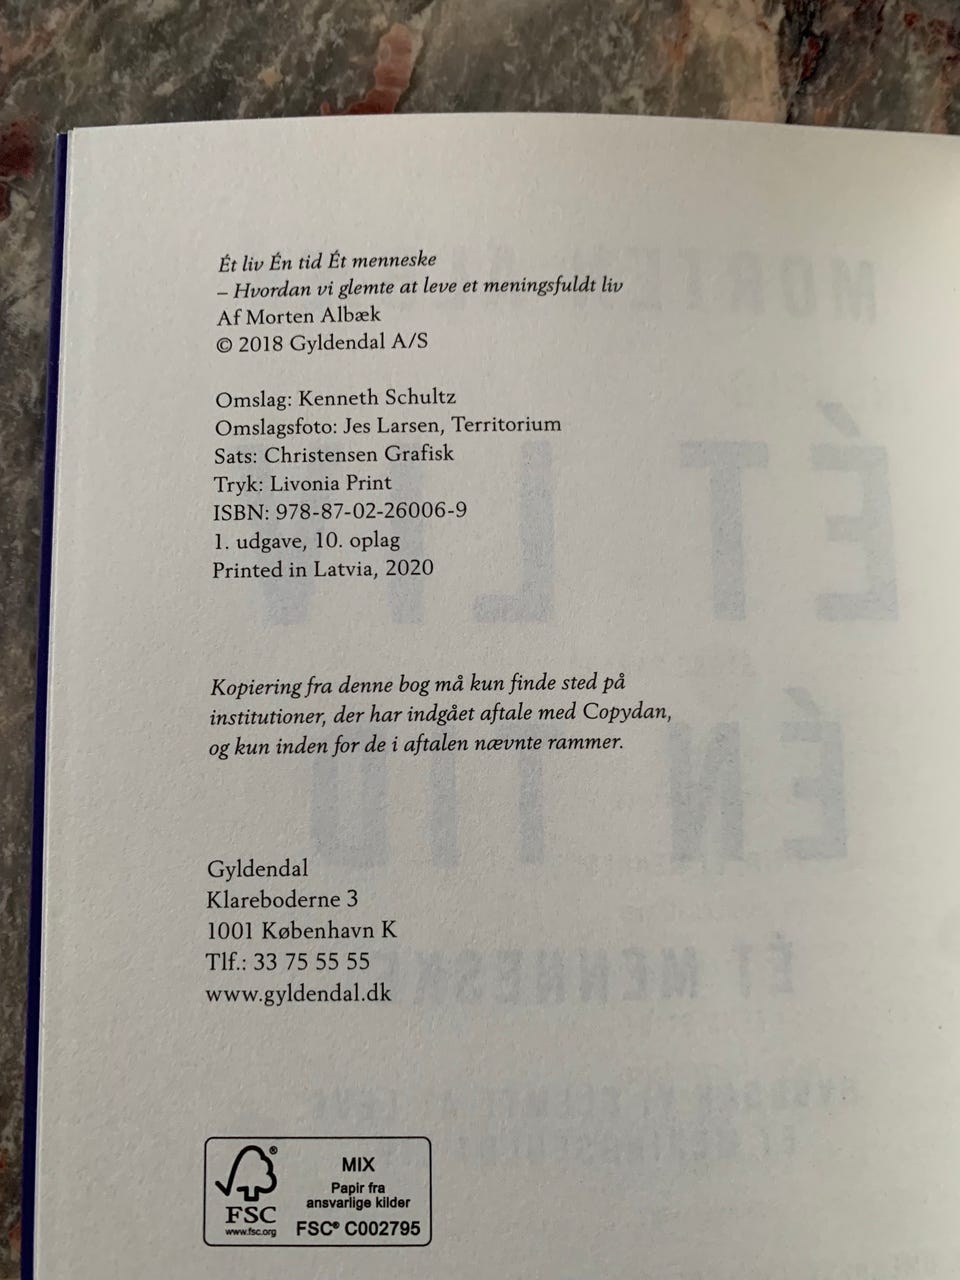 Ét liv Én tid Ét menneske
– Hvordan vi glemte at leve et meningsfuldt liv
Af Morten Albæk
© 2018 Gyldendal A/S
Omslag: Kenneth Schultz
Omslagsfoto: Jes Larsen, Territorium
Sats: Christensen Grafisk
Tryk: Livonia Print
ISBN: 978-87-02-26006-9
1. udgave, 10. oplag
Printed in Latvia, 2020
Kopiering fra denne bog må kun finde sted på
institutioner, der har indgået aftale med Copydan,
og kun inden for de i aftalen nævnte rammer.
Gyldendal
Klareboderne 3
1001 København K
Tlf.: 33 75 55 55
www.gyldendal.dk
MIX
Papir fra
ansvarlige kilder
FSC® C002795
®
FSC
www.fsc.org